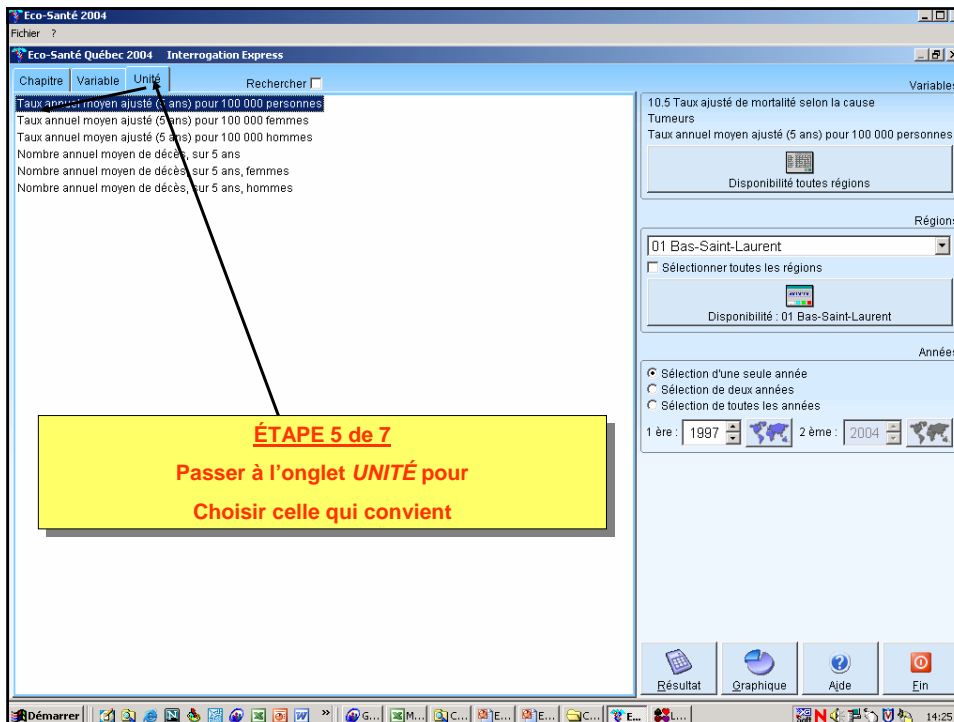 Eco-Santé 2004
Fichier ?
Eco-Santé Québec 2004 Interrogation Express
Chapitre Variable Unité Rechercher
Variables
Taux annuel moyen ajusté (5 ans) pour 100 000 personnes
Taux annuel moyen ajusté (5 ans) pour 100 000 femmes
Taux annuel moyen ajusté (5 ans) pour 100 000 hommes
Nombre annuel moyen de décès, sur 5 ans
Nombre annuel moyen de décès, sur 5 ans, femmes
Nombre annuel moyen de décès, sur 5 ans, hommes
10.5 Taux ajusté de mortalité selon la cause
Tumeurs
Taux annuel moyen ajusté (5 ans) pour 100 000 personnes
Disponibilité toutes régions
Régions
01 Bas-Saint-Laurent
Sélectionner toutes les régions
Disponibilité : 01 Bas-Saint-Laurent
Années
Sélection d'une seule année
Sélection de deux années
Sélection de toutes les années
1 ère : 1997 2 ème : 2004
ÉTAPE 5 de 7
Passer à l'onglet UNITÉ pour
Choisir celle qui convient
Résultat Graphique Aide Fin
Démarrer » G... M... C... E... E... C... E... L... 14:25